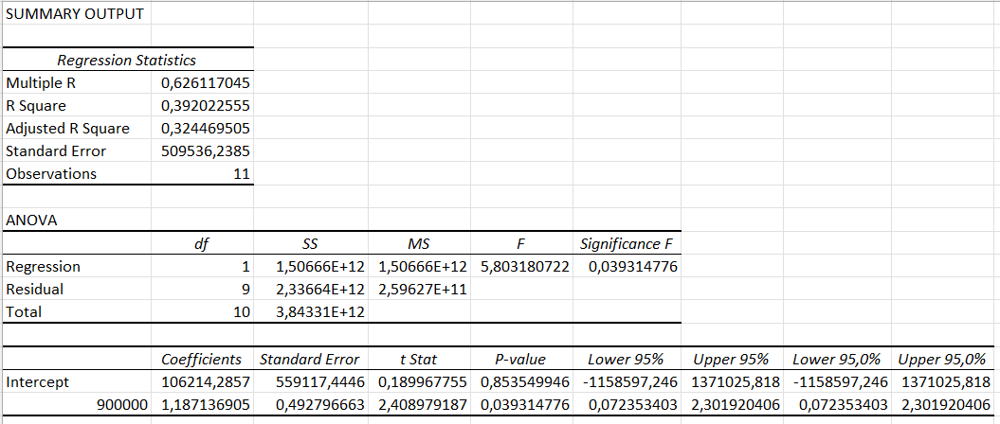 SUMMARY OUTPUT
Regression Statistics
Multiple R 0,626117045
R Square 0,392022555
Adjusted R Square 0,324469505
Standard Error 509536,2385
Observations 11
ANOVA
df SS MS F Significance F
Regression 1 1,50666E+12 1,50666E+12 5,803180722 0,039314776
Residual 9 2,33664E+12 2,59627E+11
Total 10 3,84331E+12
Coefficients Standard Error t Stat P-value Lower 95% Upper 95% Lower 95,0% Upper 95,0%
Intercept 106214,2857 559117,4446 0,189967755 0,853549946 -1158597,246 1371025,818 -1158597,246 1371025,818
900000 1,187136905 0,492796663 2,408979187 0,039314776 0,072353403 2,301920406 0,072353403 2,301920406